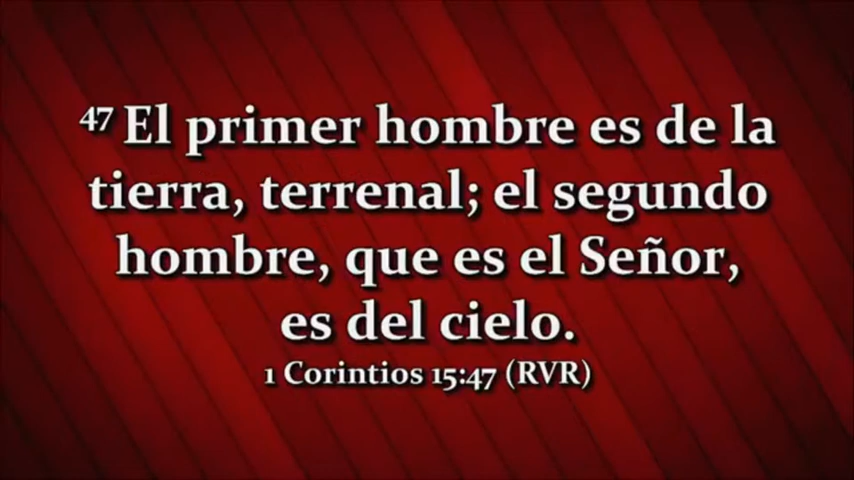 47 El primer hombre es de la
tierra, terrenal; el segundo
hombre, que es el Señor,
es del cielo.
1 Corintios 15:47 (RVR)